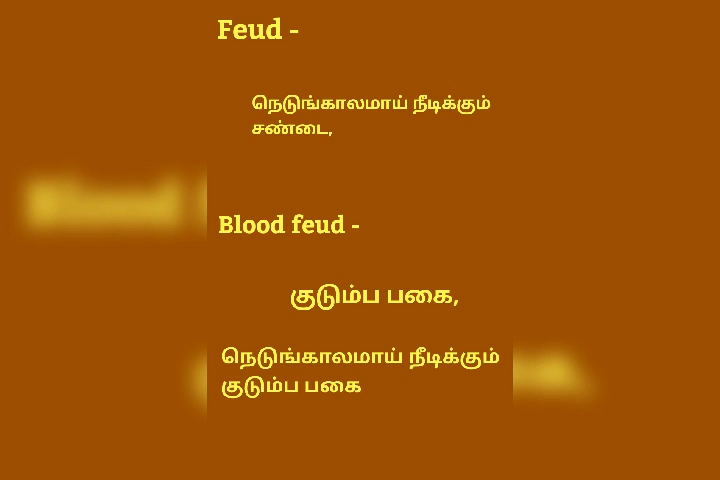 Feud -
நெடுங்காலமாய் நீடிக்கும்
சண்டை,
Blood feud -
குடும்ப பகை,
நெடுங்காலமாய் நீடிக்கும்
குடும்ப பகை